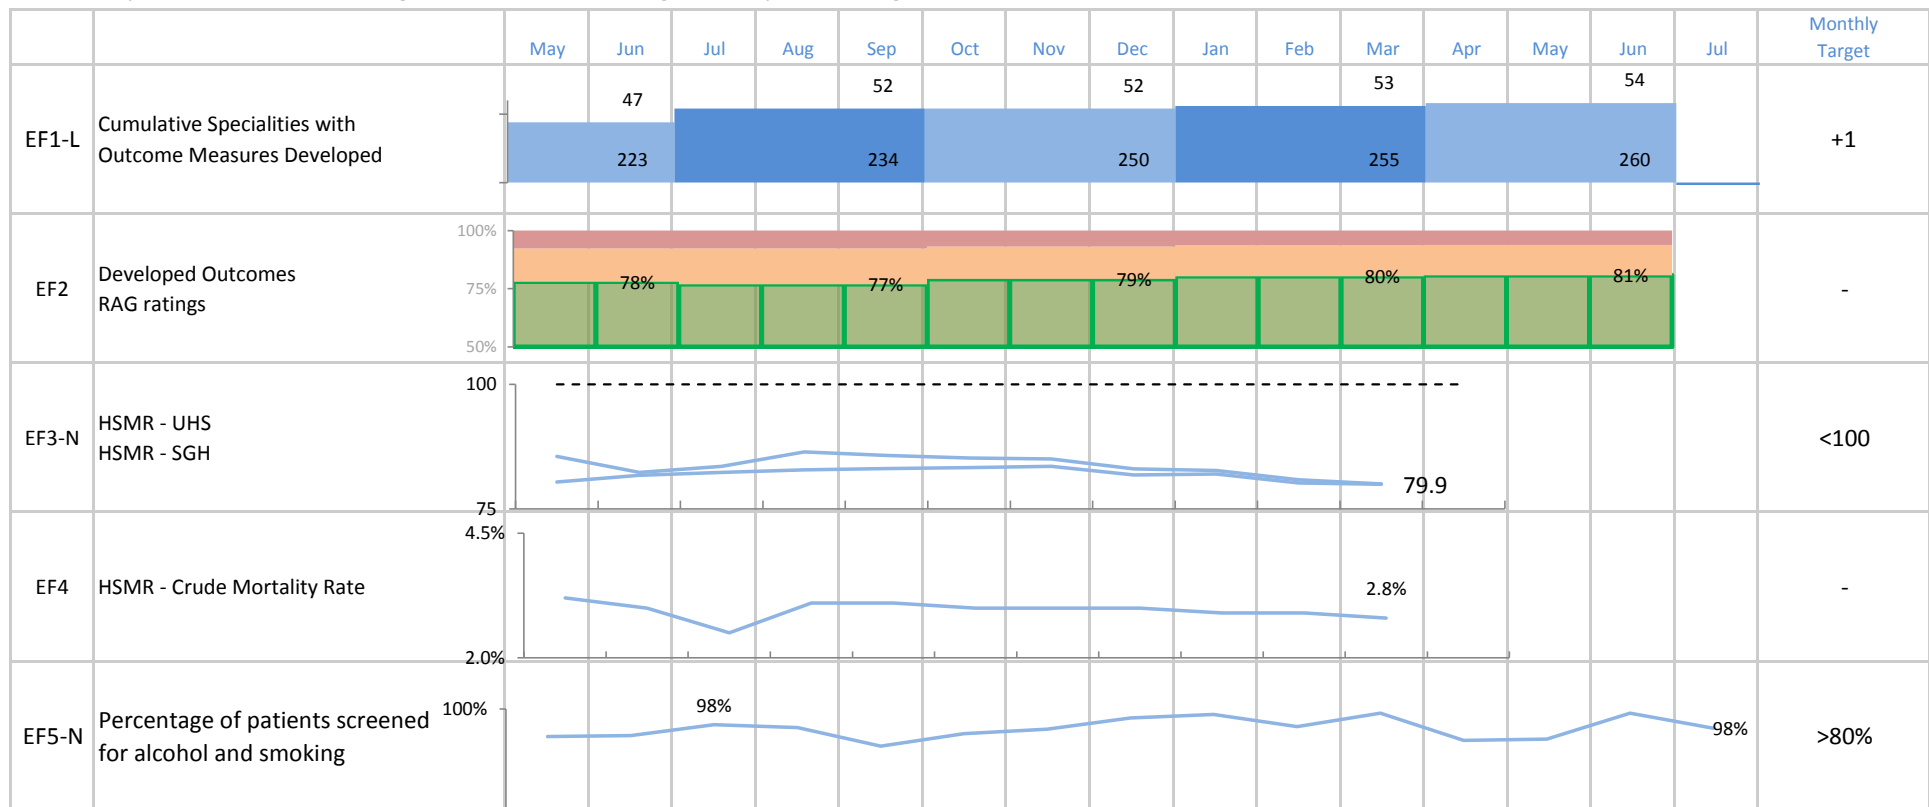 Monthly
May Jun Jul Aug Sep Oct Nov Dec Jan Feb Mar Apr May Jun Jul Target
47 52 52 53 54
EF1-L Cumulative Specialities with +1
Outcome Measures Developed
223 234 250 255 260
100%
EF2 Developed Outcomes 78% 77% 79% 80% 81%
RAG ratings 75% -
50%
100
EF3-N HSMR - UHS <100
HSMR - SGH
79.9
75
4.5%
EF4 HSMR - Crude Mortality Rate 2.8% -
2.0%
98%
EF5-N Percentage of patients screened 100% 98% >80%
for alcohol and smoking